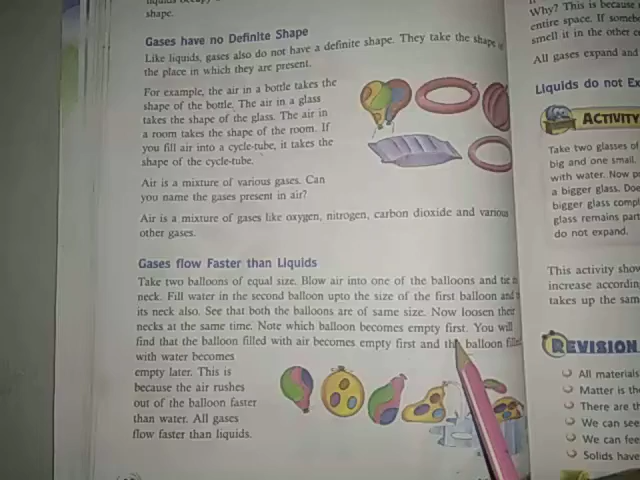 shape.
Gases have no Definite Shape
Like liquids, gases also do not have a definite shape. They take the shape of
the place in which they are present.
For example, the air in a bottle takes the
shape of the bottle. The air in a glass
takes the shape of the glass. The air in
a room takes the shape of the room. If
you fill air into a cycle-tube, it takes the
shape of the cycle-tube.
Air is a mixture of various gases. Can
you name the gases present in air?
Air is a mixture of gases like oxygen, nitrogen, carbon dioxide and various
other gases.
Gases flow Faster than Liquids
Take two balloons of equal size. Blow air into one of the balloons and tie
neck. Fill water in the second balloon upto the size of the first balloon and
its neck also. See that both the balloons are of same size. Now loosen their
necks at the same time. Note which balloon becomes empty first. You will
find that the balloon filled with air becomes empty first and the balloon
with water becomes
empty later. This is
because the air rushes
out of the balloon faster
than water. All gases
flow faster than liquids.
Why? This is because
entire space. If
smell it in the other
All gases expand and
Liquids do not
ACTIVITY
Take two glasses of
big and one small.
with water. Now
a bigger glass.
bigger glass
glass remains
do not expand.
This activity
increase
takes up the
REVISION
All materials
Matter is
There are
We can see
We can
Solids have